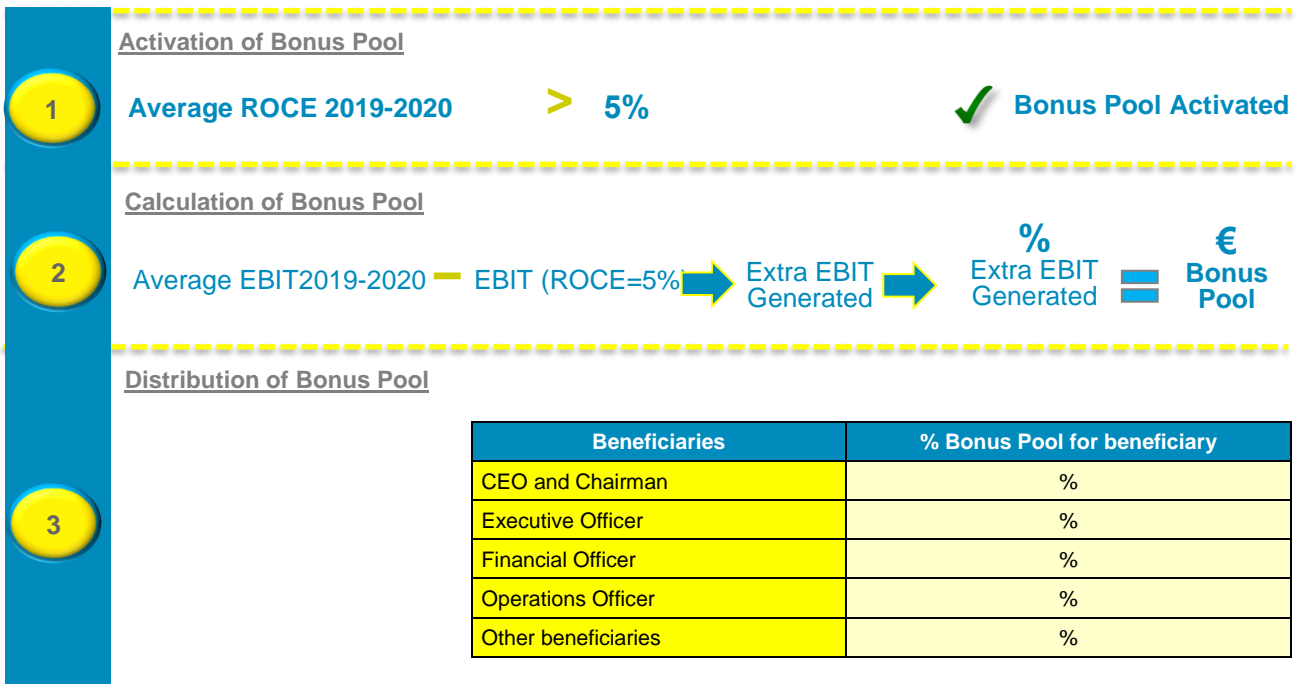 Activation of Bonus Pool
1
Average ROCE 2019-2020 > 5% Bonus Pool Activated
Calculation of Bonus Pool
2
Average EBIT2019-2020 − EBIT (ROCE=5%)
Extra EBIT
Generated
%
Extra EBIT
Generated
=
€
Bonus
Pool
Distribution of Bonus Pool
3
Beneficiaries % Bonus Pool for beneficiary
CEO and Chairman %
Executive Officer %
Financial Officer %
Operations Officer %
Other beneficiaries %